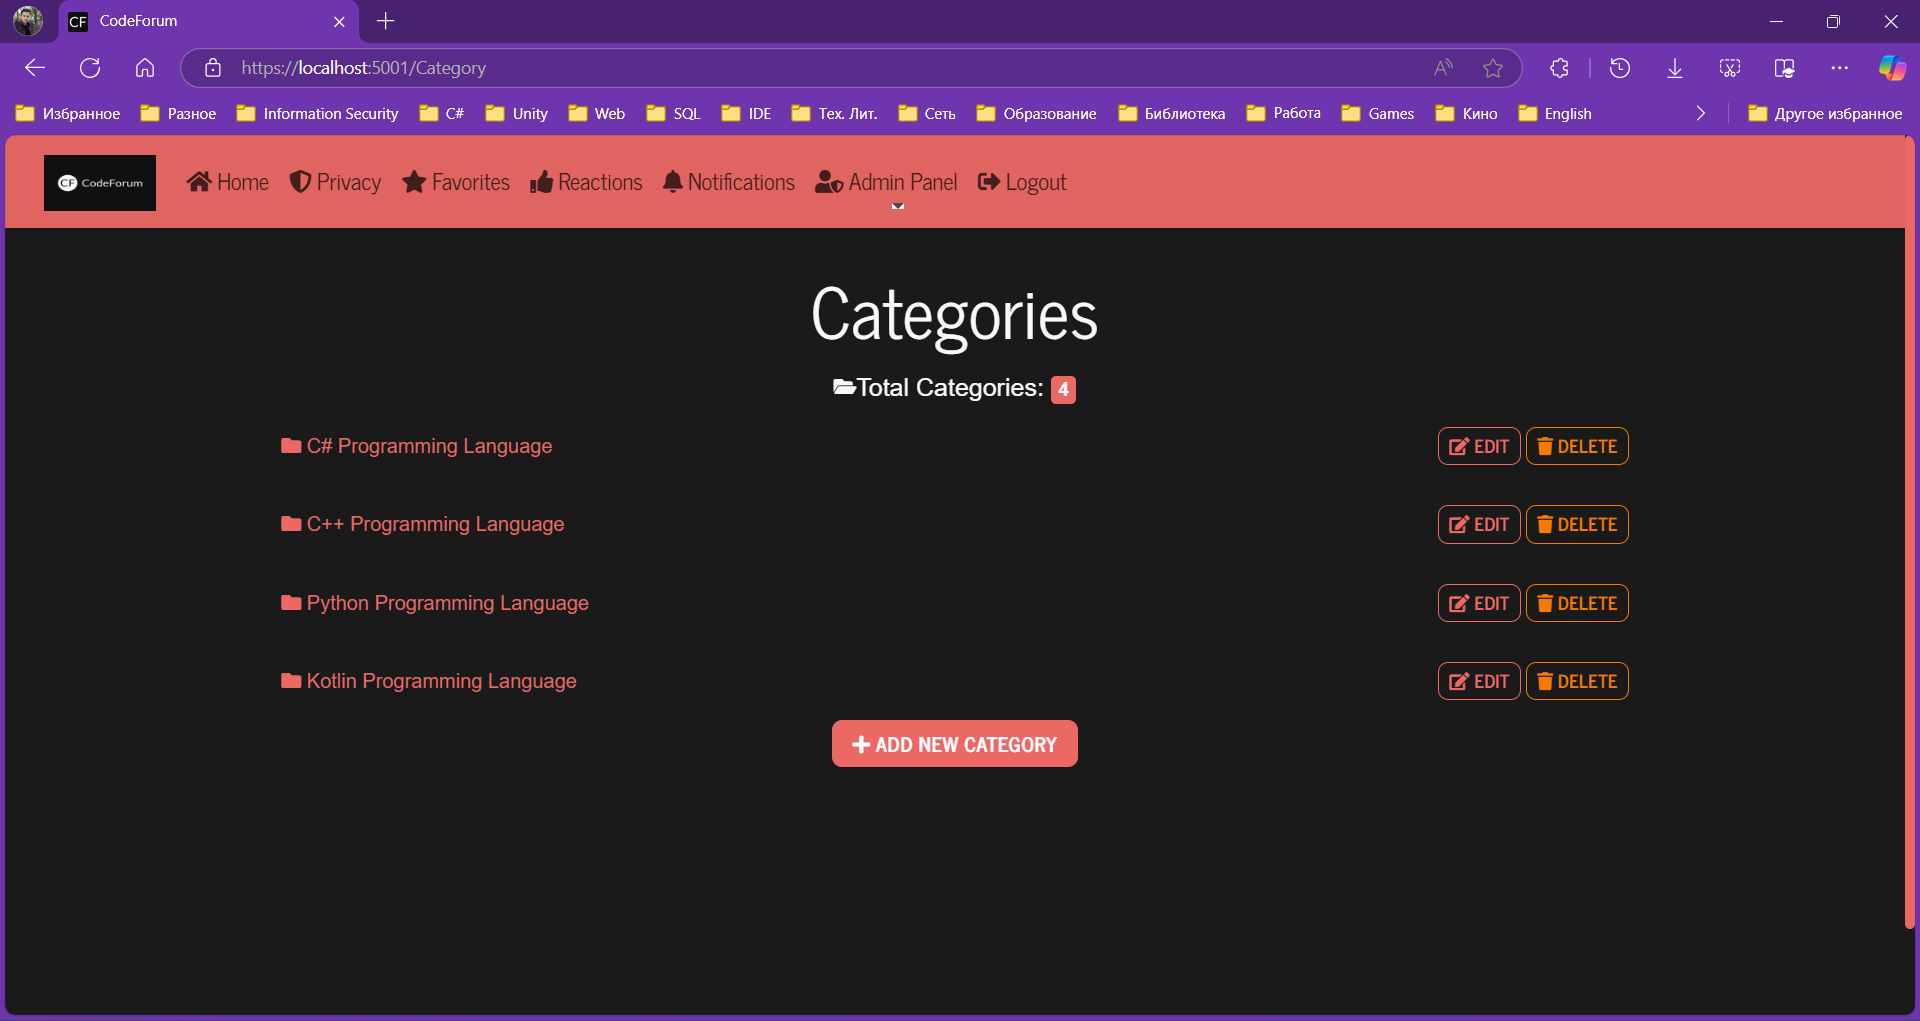 CF CodeForum
https://localhost:5001/Category
Избранное Разное Information Security C# Unity Web SQL IDE Тех. Лит. Сеть Образование Библиотека Работа Games Кино English Другое избранное
CF CodeForum Home Privacy Favorites Reactions Notifications Admin Panel Logout
Categories
Total Categories: 4
C# Programming Language EDIT DELETE
C++ Programming Language EDIT DELETE
Python Programming Language EDIT DELETE
Kotlin Programming Language EDIT DELETE
ADD NEW CATEGORY